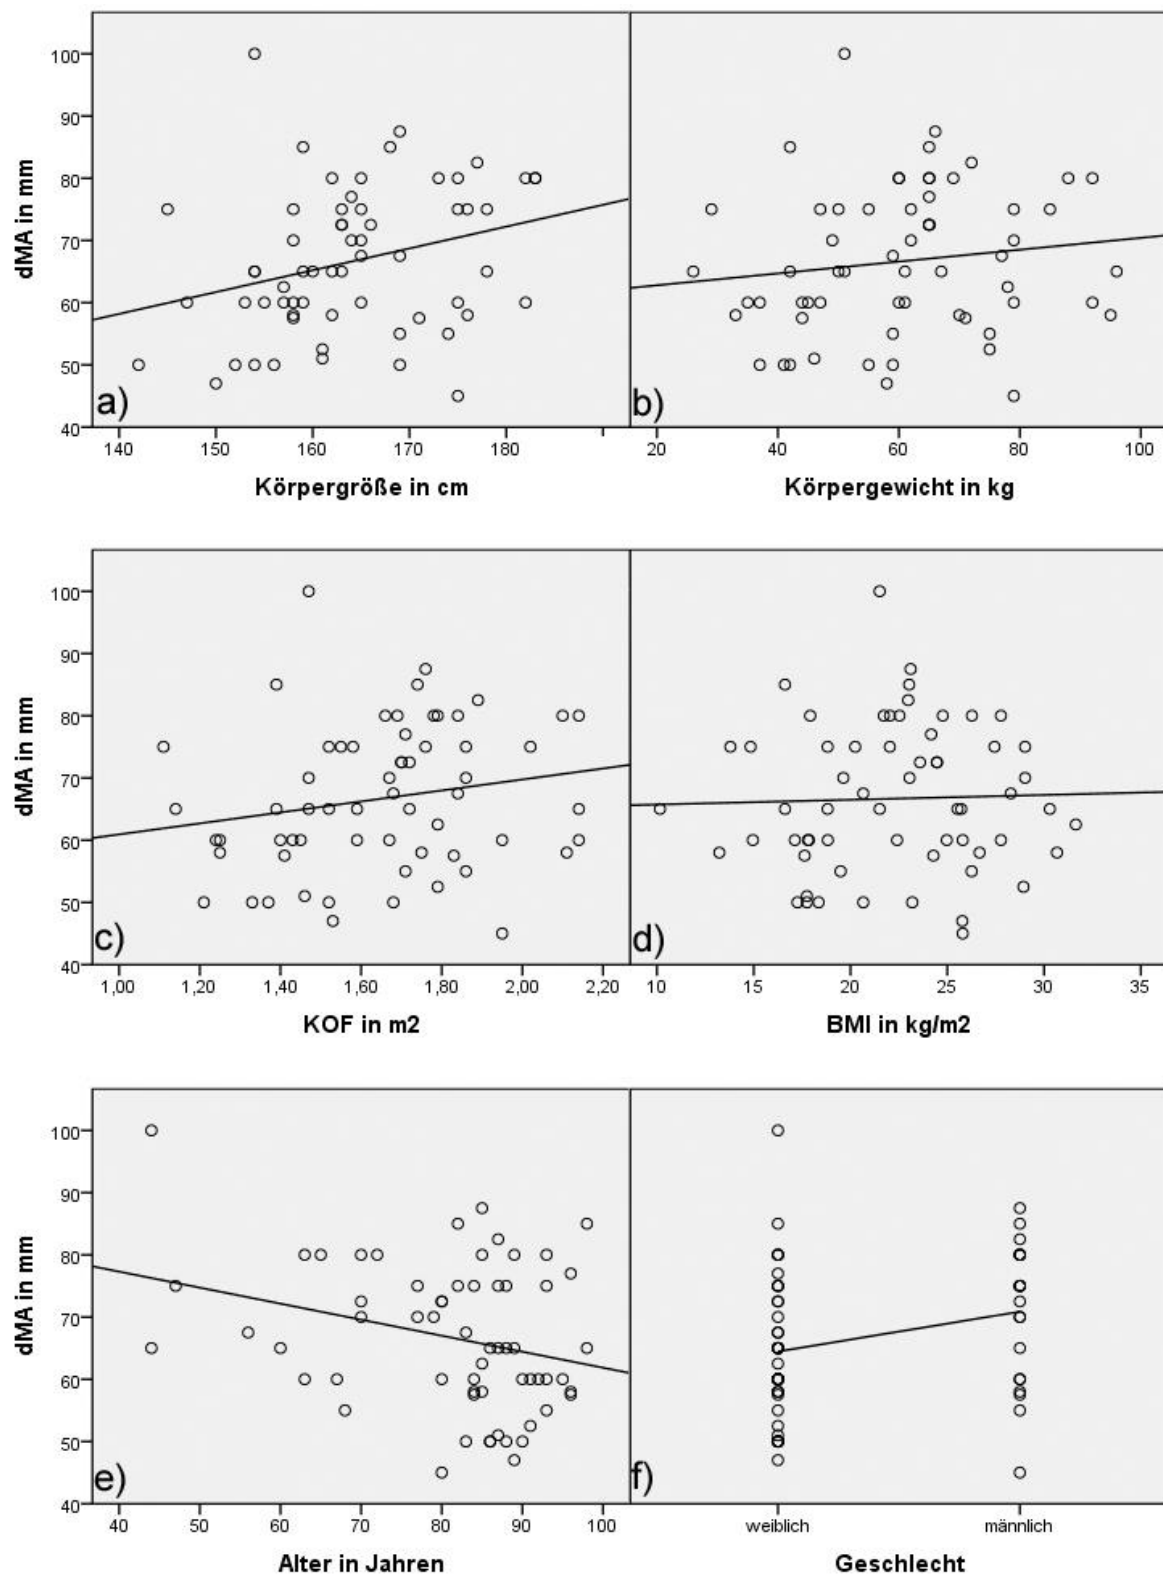 100
90
80
70
60
50
40
dMA in mm
a)
b)
140 150 160 170 180
20 40 60 80 100
Körpergröße in cm
Körpergewicht in kg
100
90
80
70
60
50
40
dMA in mm
c)
d)
1,00 1,20 1,40 1,60 1,80 2,00 2,20
10 15 20 25 30 35
KOF in m2
BMI in kg/m2
100
90
80
70
60
50
40
dMA in mm
e)
f)
40 50 60 70 80 90 100
weiblich männlich
Alter in Jahren
Geschlecht